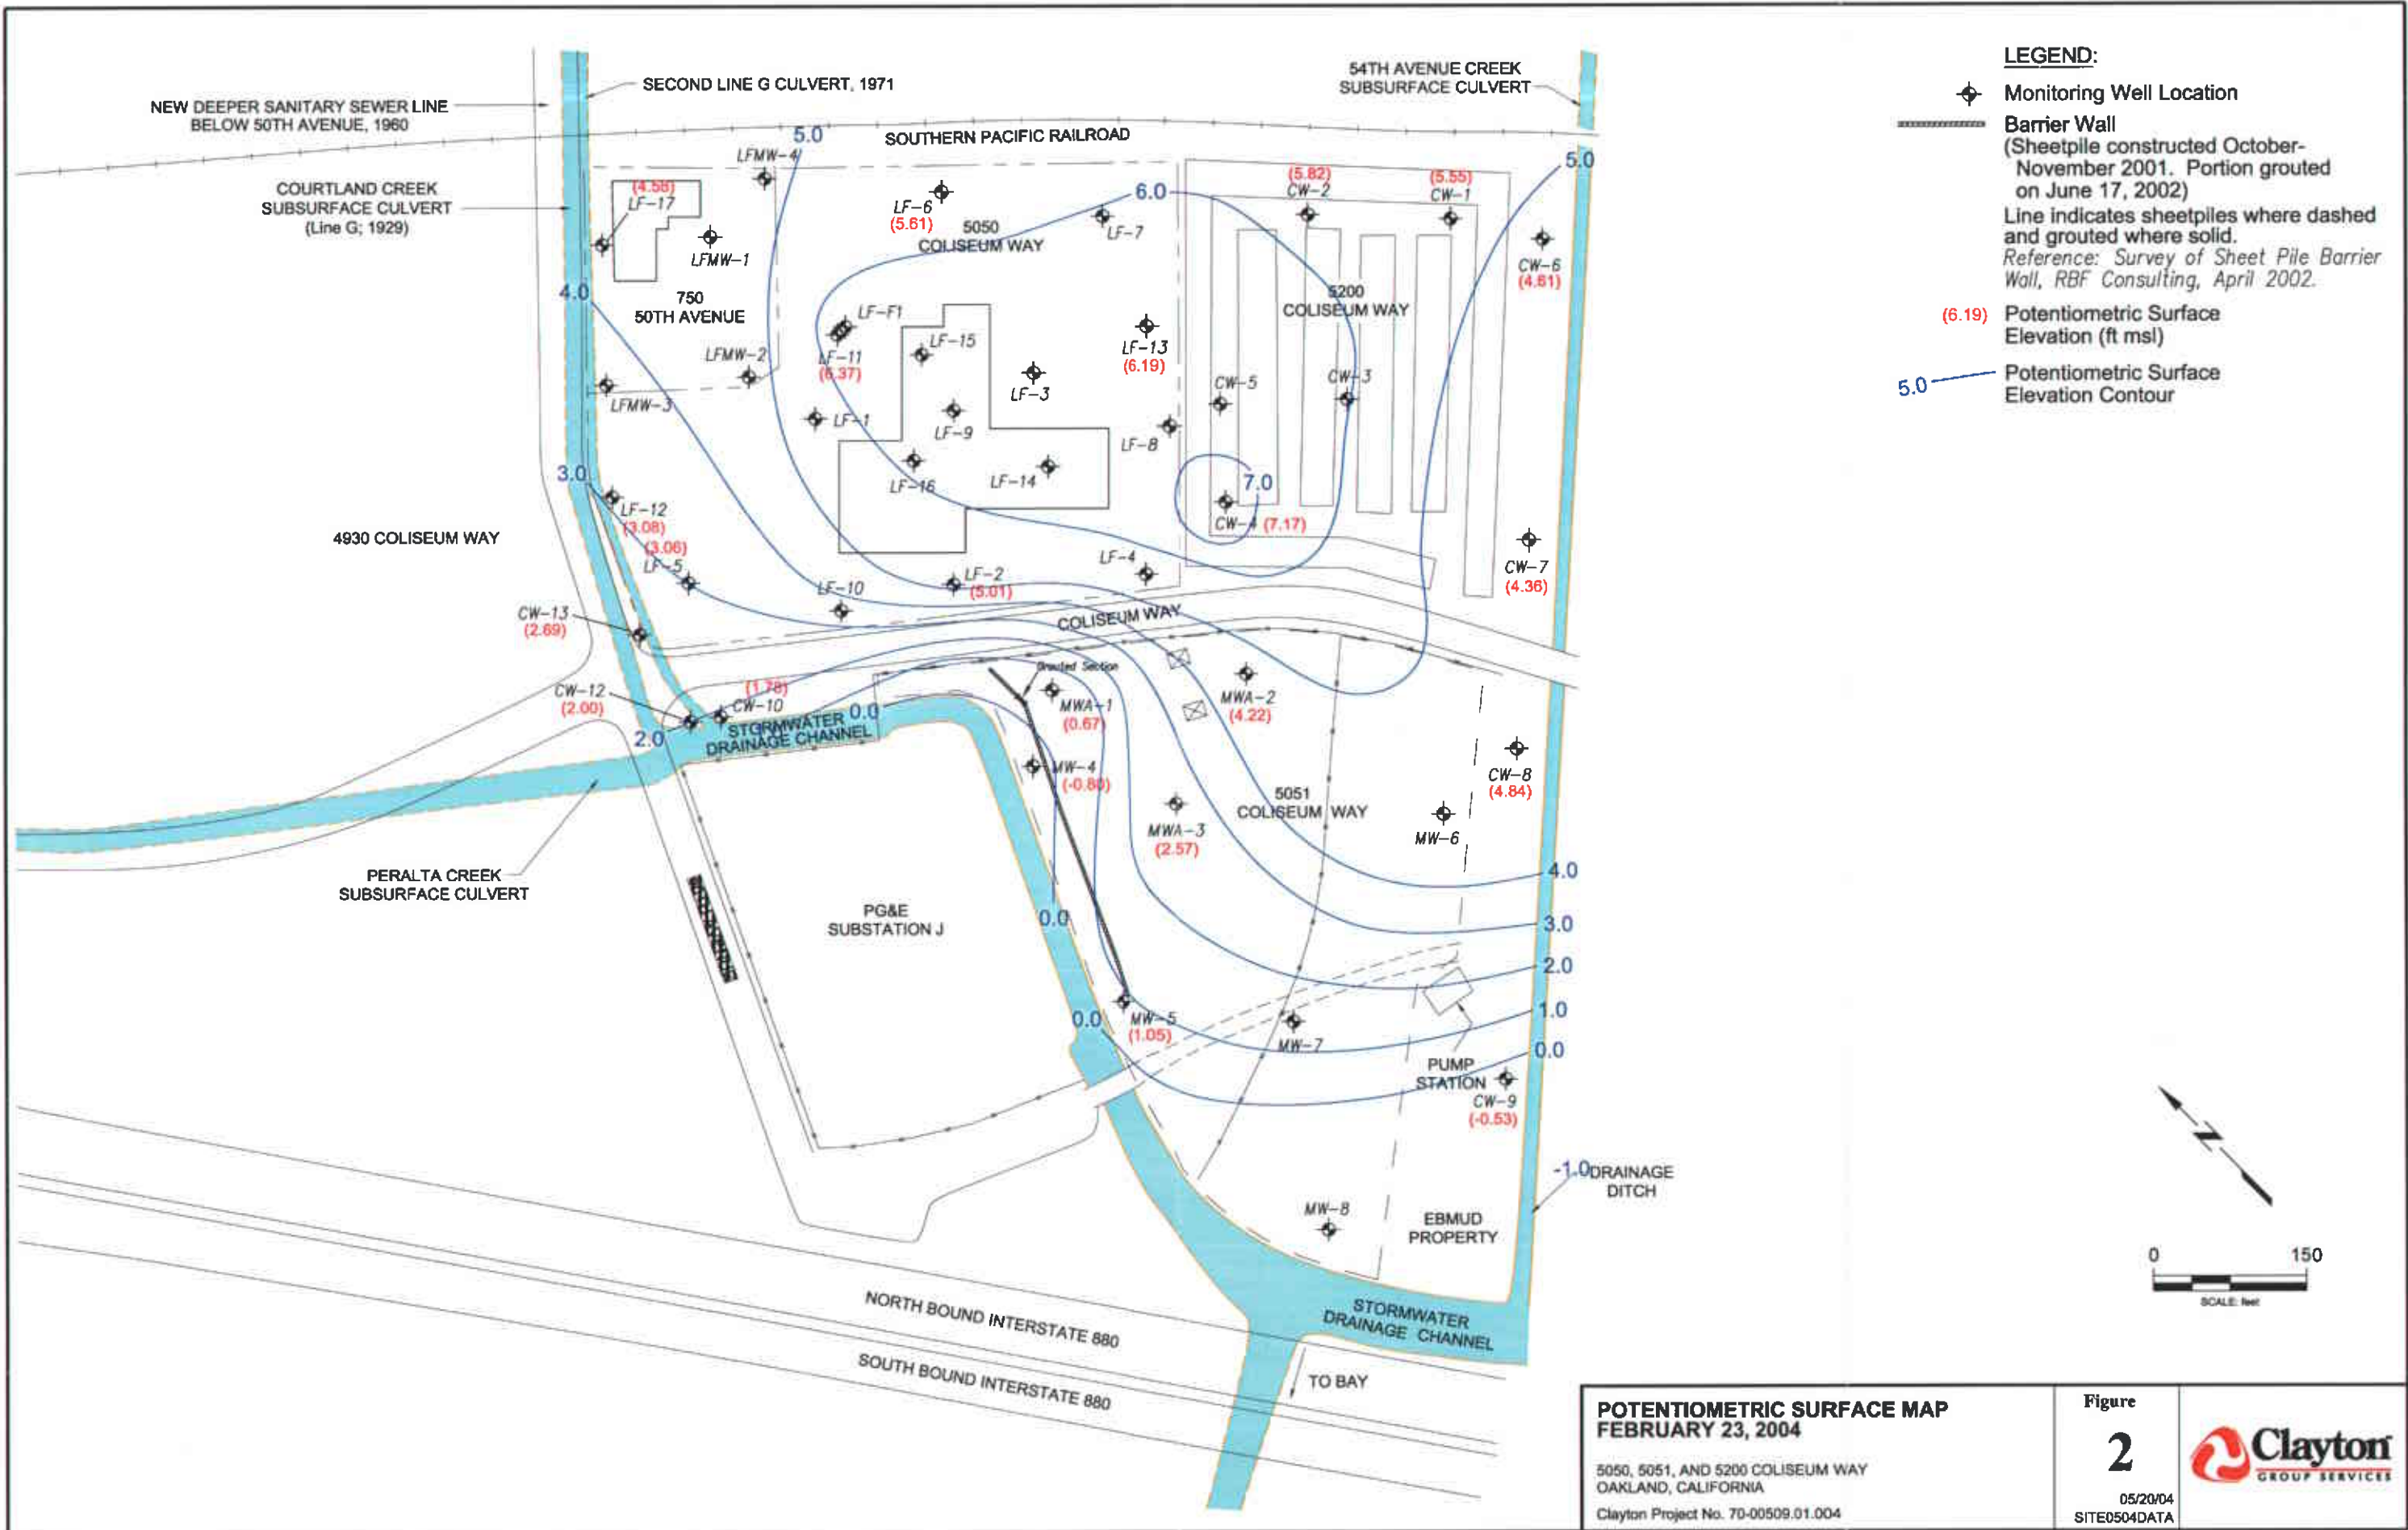 SECOND LINE G CULVERT, 1971
NEW DEEPER SANITARY SEWER LINE
BELOW 50TH AVENUE, 1960
54TH AVENUE CREEK
SUBSURFACE CULVERT
SOUTHERN PACIFIC RAILROAD
COURTLAND CREEK
SUBSURFACE CULVERT
(Line G; 1929)
5.0
LFMW-4
(4.58)
LF-17
LFMW-1
750
50TH AVENUE
4.0
LFMW-2
LFMW-3
LF-6
(5.61)
5050
COLISEUM WAY
6.0
LF-7
LF-F1
LF-11
(6.37)
LF-15
LF-3
LF-13
(6.19)
LF-1
LF-9
LF-8
LF-16
LF-14
(5.82)
CW-2
(5.55)
CW-1
5.0
CW-6
(4.61)
5200
COLISEUM WAY
CW-5
CW-3
7.0
CW-4 (7.17)
CW-7
(4.36)
3.0
LF-12
(3.08)
(3.06)
LF-5
4930 COLISEUM WAY
LF-10
LF-2
(5.01)
LF-4
COLISEUM WAY
CW-13
(2.69)
CW-12
(2.00)
(1.78)
CW-10
2.0
STORMWATER
DRAINAGE CHANNEL
0.0
Grouted Section
MWA-1
(0.67)
MWA-2
(4.22)
MW-4
(-0.80)
MWA-3
(2.57)
5051
COLISEUM WAY
CW-8
(4.84)
MW-6
PERALTA CREEK
SUBSURFACE CULVERT
PG&E
SUBSTATION J
0.0
4.0
3.0
2.0
1.0
0.0
0.0
MW-5
(1.05)
MW-7
PUMP
STATION
CW-9
(-0.53)
-1.0
DRAINAGE
DITCH
MW-8
EBMUD
PROPERTY
STORMWATER
DRAINAGE CHANNEL
NORTH BOUND INTERSTATE 880
SOUTH BOUND INTERSTATE 880
TO BAY
LEGEND:
Monitoring Well Location
Barrier Wall
(Sheetpile constructed October-
November 2001. Portion grouted
on June 17, 2002)
Line indicates sheetpiles where dashed
and grouted where solid.
Reference: Survey of Sheet Pile Barrier
Wall, RBF Consulting, April 2002.
(6.19) Potentiometric Surface
Elevation (ft msl)
5.0 Potentiometric Surface
Elevation Contour
Z
0 150
SCALE: feet
POTENTIOMETRIC SURFACE MAP
FEBRUARY 23, 2004
5050, 5051, AND 5200 COLISEUM WAY
OAKLAND, CALIFORNIA
Clayton Project No. 70-00509.01.004
Figure
2
05/20/04
SITE0504DATA
Clayton
GROUP SERVICES